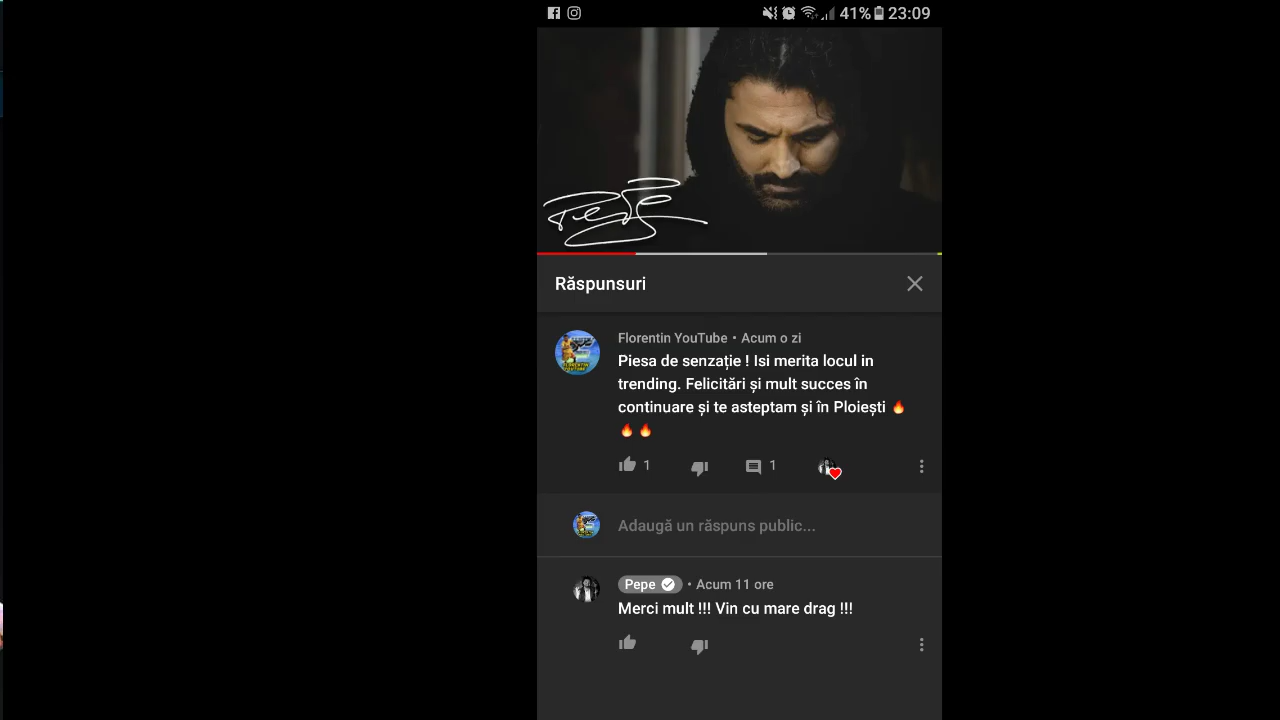 41% 23:09
Pepe
Răspunsuri
Florentin YouTube • Acum o zi
Piesa de senzație ! Isi merita locul in
trending. Felicitări și mult succes în
continuare și te asteptam și în Ploiești 🔥
🔥 🔥
1 1
Adaugă un răspuns public...
Pepe • Acum 11 ore
Merci mult !!! Vin cu mare drag !!!